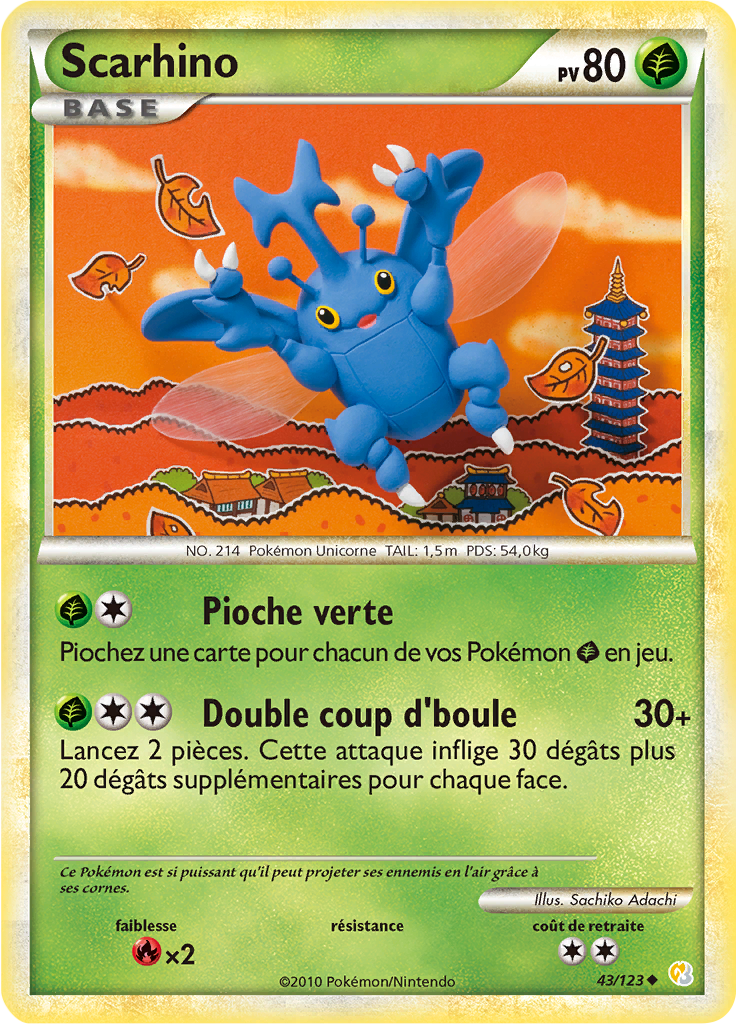 Scarhino
PV 80
BASE
NO. 214 Pokémon Unicorne TAIL: 1,5 m PDS: 54,0 kg
Pioche verte
Piochez une carte pour chacun de vos Pokémon en jeu.
Double coup d'boule 30+
Lancez 2 pièces. Cette attaque inflige 30 dégâts plus
20 dégâts supplémentaires pour chaque face.
Ce Pokémon est si puissant qu'il peut projeter ses ennemis en l'air grâce à
ses cornes.
Illus. Sachiko Adachi
faiblesse résistance coût de retraite
×2
©2010 Pokémon/Nintendo
43/123